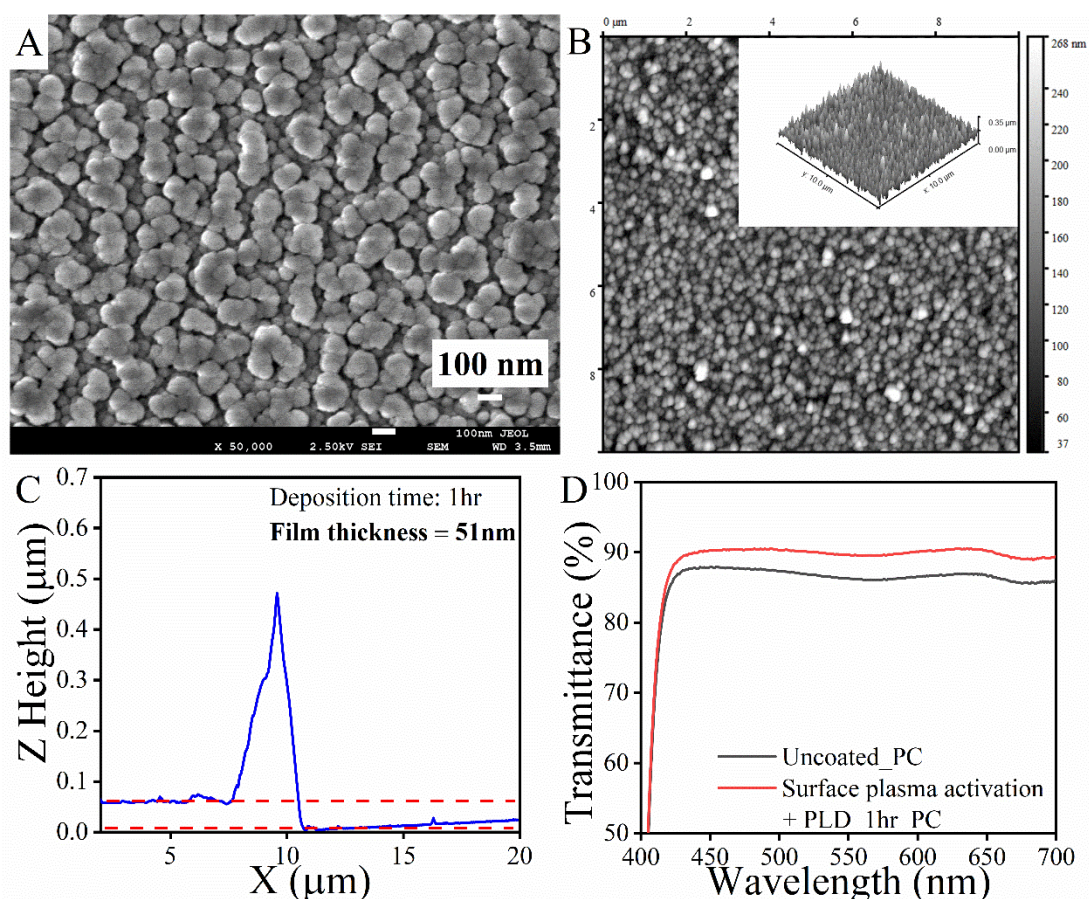 A
100 nm
100nm JEOL
X 50,000 2.50kV SEI SEM WD 3.5mm
B
0 µm 2 4 6 8
2
4
6
8
268 nm
240
220
200
180
160
140
120
100
80
60
37
0.35 µm
0.00 µm
y: 10.0 µm
x: 10.0 µm
C
Deposition time: 1hr
Film thickness = 51nm
Z Height (µm)
0.7
0.6
0.5
0.4
0.3
0.2
0.1
0.0
5 10 15 20
X (µm)
D
Transmittance (%)
100
90
80
70
60
50
Uncoated_PC
Surface plasma activation
+ PLD_1hr_PC
400 450 500 550 600 650 700
Wavelength (nm)